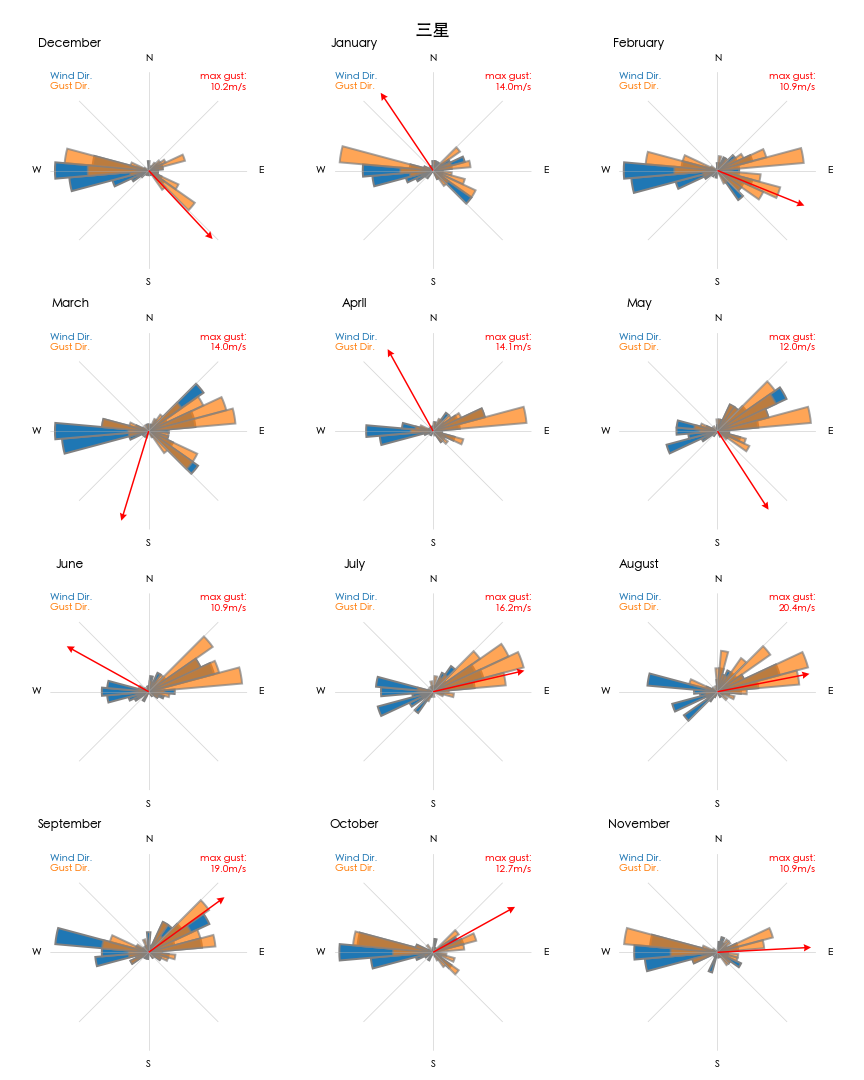 三星
December
N
Wind Dir.
Gust Dir.
max gust:
10.2m/s
W
E
S
January
N
Wind Dir.
Gust Dir.
max gust:
14.0m/s
W
E
S
February
N
Wind Dir.
Gust Dir.
max gust:
10.9m/s
W
E
S
March
N
Wind Dir.
Gust Dir.
max gust:
14.0m/s
W
E
S
April
N
Wind Dir.
Gust Dir.
max gust:
14.1m/s
W
E
S
May
N
Wind Dir.
Gust Dir.
max gust:
12.0m/s
W
E
S
June
N
Wind Dir.
Gust Dir.
max gust:
10.9m/s
W
E
S
July
N
Wind Dir.
Gust Dir.
max gust:
16.2m/s
W
E
S
August
N
Wind Dir.
Gust Dir.
max gust:
20.4m/s
W
E
S
September
N
Wind Dir.
Gust Dir.
max gust:
19.0m/s
W
E
S
October
N
Wind Dir.
Gust Dir.
max gust:
12.7m/s
W
E
S
November
N
Wind Dir.
Gust Dir.
max gust:
10.9m/s
W
E
S